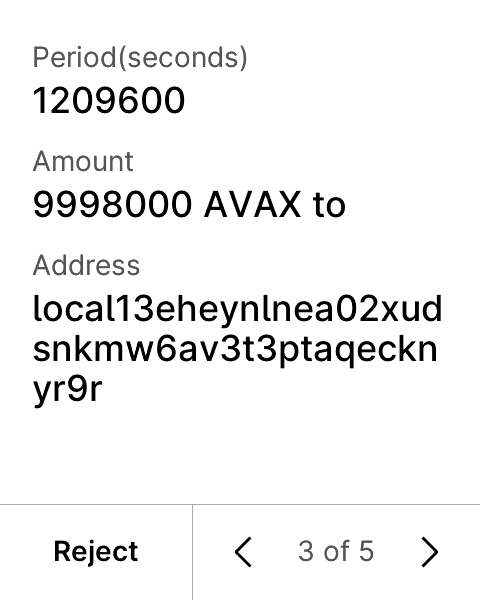 Period(seconds)
1209600
Amount
9998000 AVAX to
Address
local13eheynlnea02xud
snkmw6av3t3ptaqeckn
yr9r
Reject
3 of 5